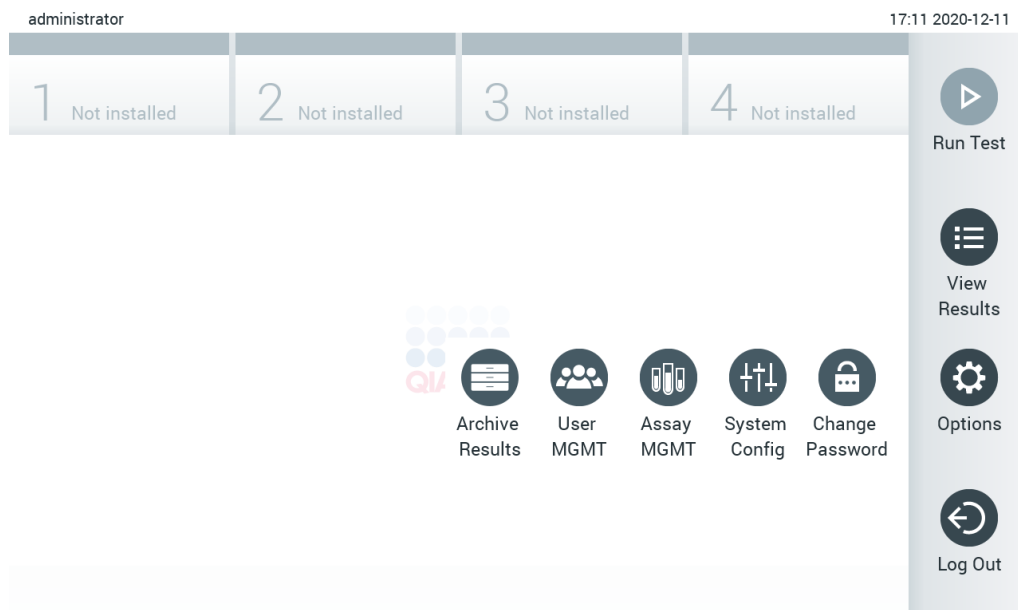 administrator
17:11 2020-12-11
1 Not installed
2 Not installed
3 Not installed
4 Not installed
Run Test
View
Results
Archive
Results
User
MGMT
Assay
MGMT
System
Config
Change
Password
Options
Log Out